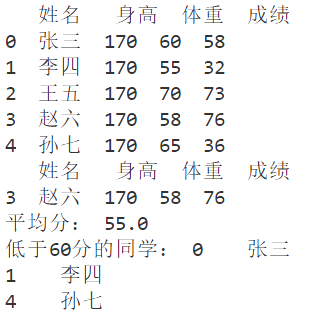 姓名 身高 体重 成绩
0 张三 170 60 58
1 李四 170 55 32
2 王五 170 70 73
3 赵六 170 58 76
4 孙七 170 65 36
姓名 身高 体重 成绩
3 赵六 170 58 76
平均分： 55.0
低于60分的同学： 0 张三
1 李四
4 孙七